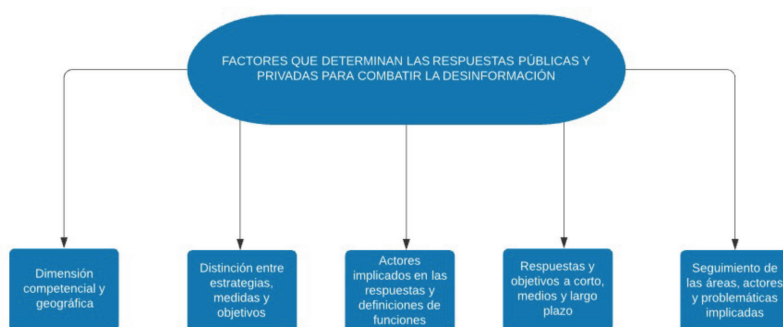 FACTORES QUE DETERMINAN LAS RESPUESTAS PÚBLICAS Y
PRIVADAS PARA COMBATIR LA DESINFORMACIÓN
Dimensión
competencial y
geográfica
Distinción entre
estrategias,
medidas y
objetivos
Actores
implicados en las
respuestas y
definiciones de
funciones
Respuestas y
objetivos a corto,
medios y largo
plazo
Seguimiento de
las áreas, actores
y problemáticas
implicadas